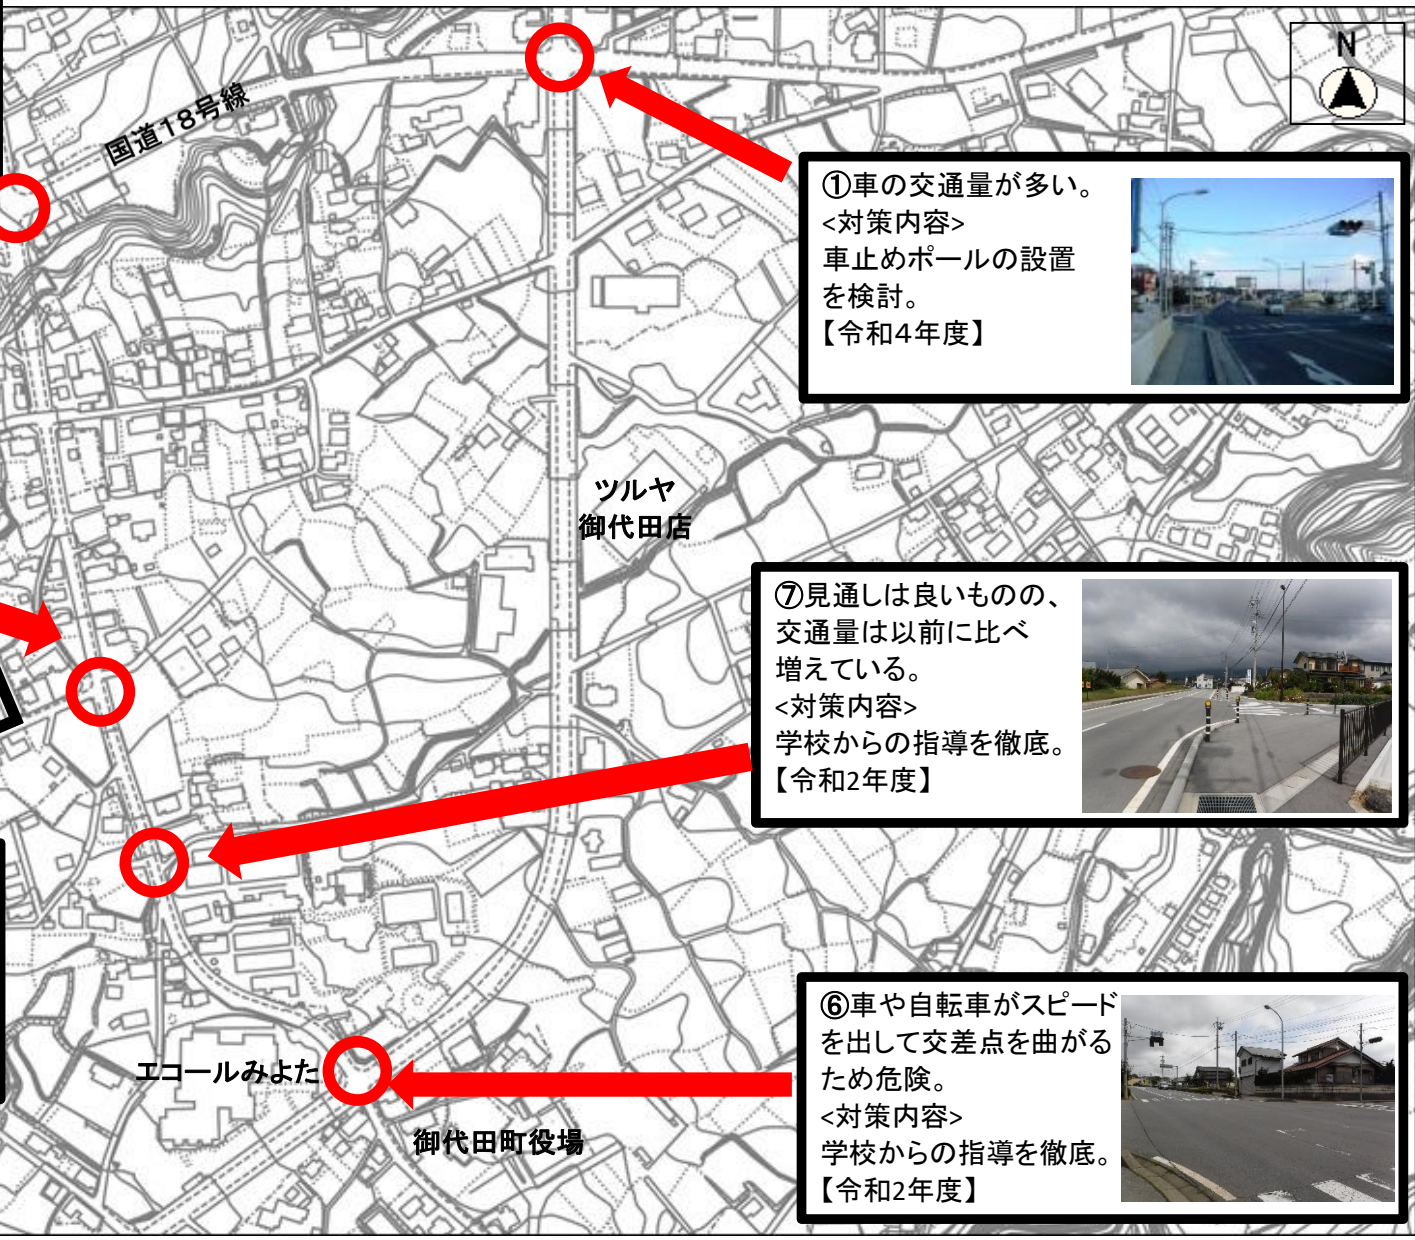 国道18号線
N
①車の交通量が多い。
<対策内容>
車止めポールの設置
を検討。
【令和4年度】
ツルヤ
御代田店
⑦見通しは良いものの、
交通量は以前に比べ
増えている。
<対策内容>
学校からの指導を徹底。
【令和2年度】
⑥車や自転車がスピード
を出して交差点を曲がる
ため危険。
<対策内容>
学校からの指導を徹底。
【令和2年度】
エコールみよた
御代田町役場